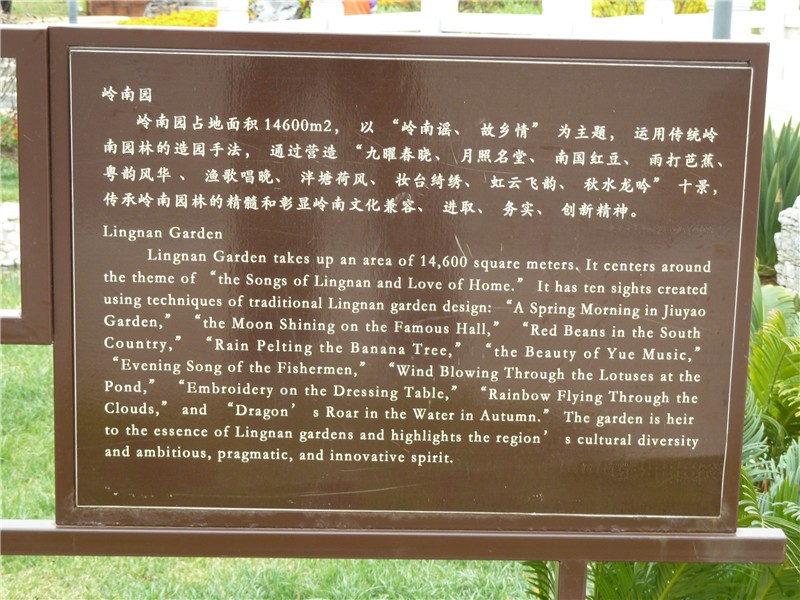 岭南园
岭南园占地面积14600m2， 以 “岭南谣、 故乡情” 为主题， 运用传统岭
南园林的造园手法， 通过营造 “九曜春晓、 月照名堂、 南国红豆、 雨打芭蕉、
粤韵风华 、 渔歌唱晚、 泮塘荷风、 妆台绮绣、 虹云飞韵、 秋水龙吟” 十景，
传承岭南园林的精髓和彰显岭南文化兼容、 进取、 务实、 创新精神。
Lingnan Garden
Lingnan Garden takes up an area of 14,600 square meters. It centers around
the theme of “the Songs of Lingnan and Love of Home.” It has ten sights created
using techniques of traditional Lingnan garden design: “A Spring Morning in Jiuyao
Garden,” “the Moon Shining on the Famous Hall,” “Red Beans in the South
Country,” “Rain Pelting the Banana Tree,” “the Beauty of Yue Music,”
“Evening Song of the Fishermen,” “Wind Blowing Through the Lotuses at the
Pond,” “Embroidery on the Dressing Table,” “Rainbow Flying Through the
Clouds,” and “Dragon’ s Roar in the Water in Autumn.” The garden is heir
to the essence of Lingnan gardens and highlights the region’ s cultural diversity
and ambitious, pragmatic, and innovative spirit.